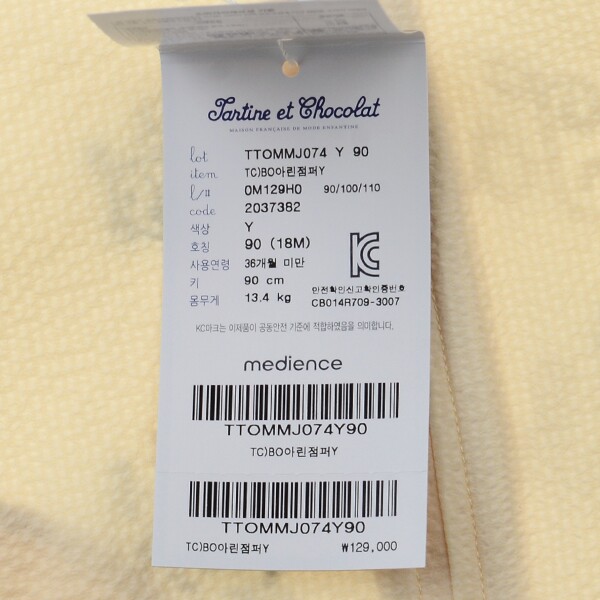 Tartine et Chocolat
MAISON FRANÇAISE DE MODE ENFANTINE
lot TTOMMJ074 Y 90
item TC)BO아린점퍼Y
l/# 0M129H0 90/100/110
code 2037382
색상 Y
호칭 90 (18M)
사용연령 36개월 미만
키 90 cm
몸무게 13.4 kg
안전확인신고확인증번호
CB014R709-3007
KC마크는 이제품이 공통안전 기준에 적합하였음을 의미합니다.
medience
TTOMMJ074Y90
TC)BO아린점퍼Y
TTOMMJ074Y90
TC)BO아린점퍼Y ₩129,000